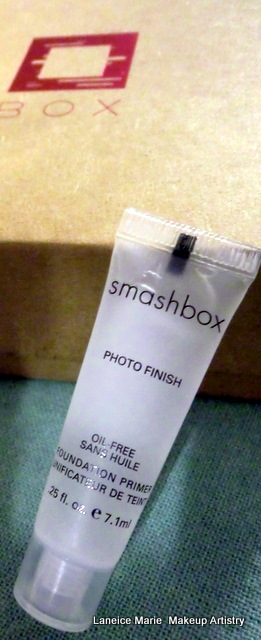 BOX
smashbox
PHOTO FINISH
OIL-FREE
SANS HUILE
FOUNDATION PRIMER
UNIFICATEUR DE TEINT
.25 fl. oz. e 7.1ml
Laneice Marie Makeup Artistry